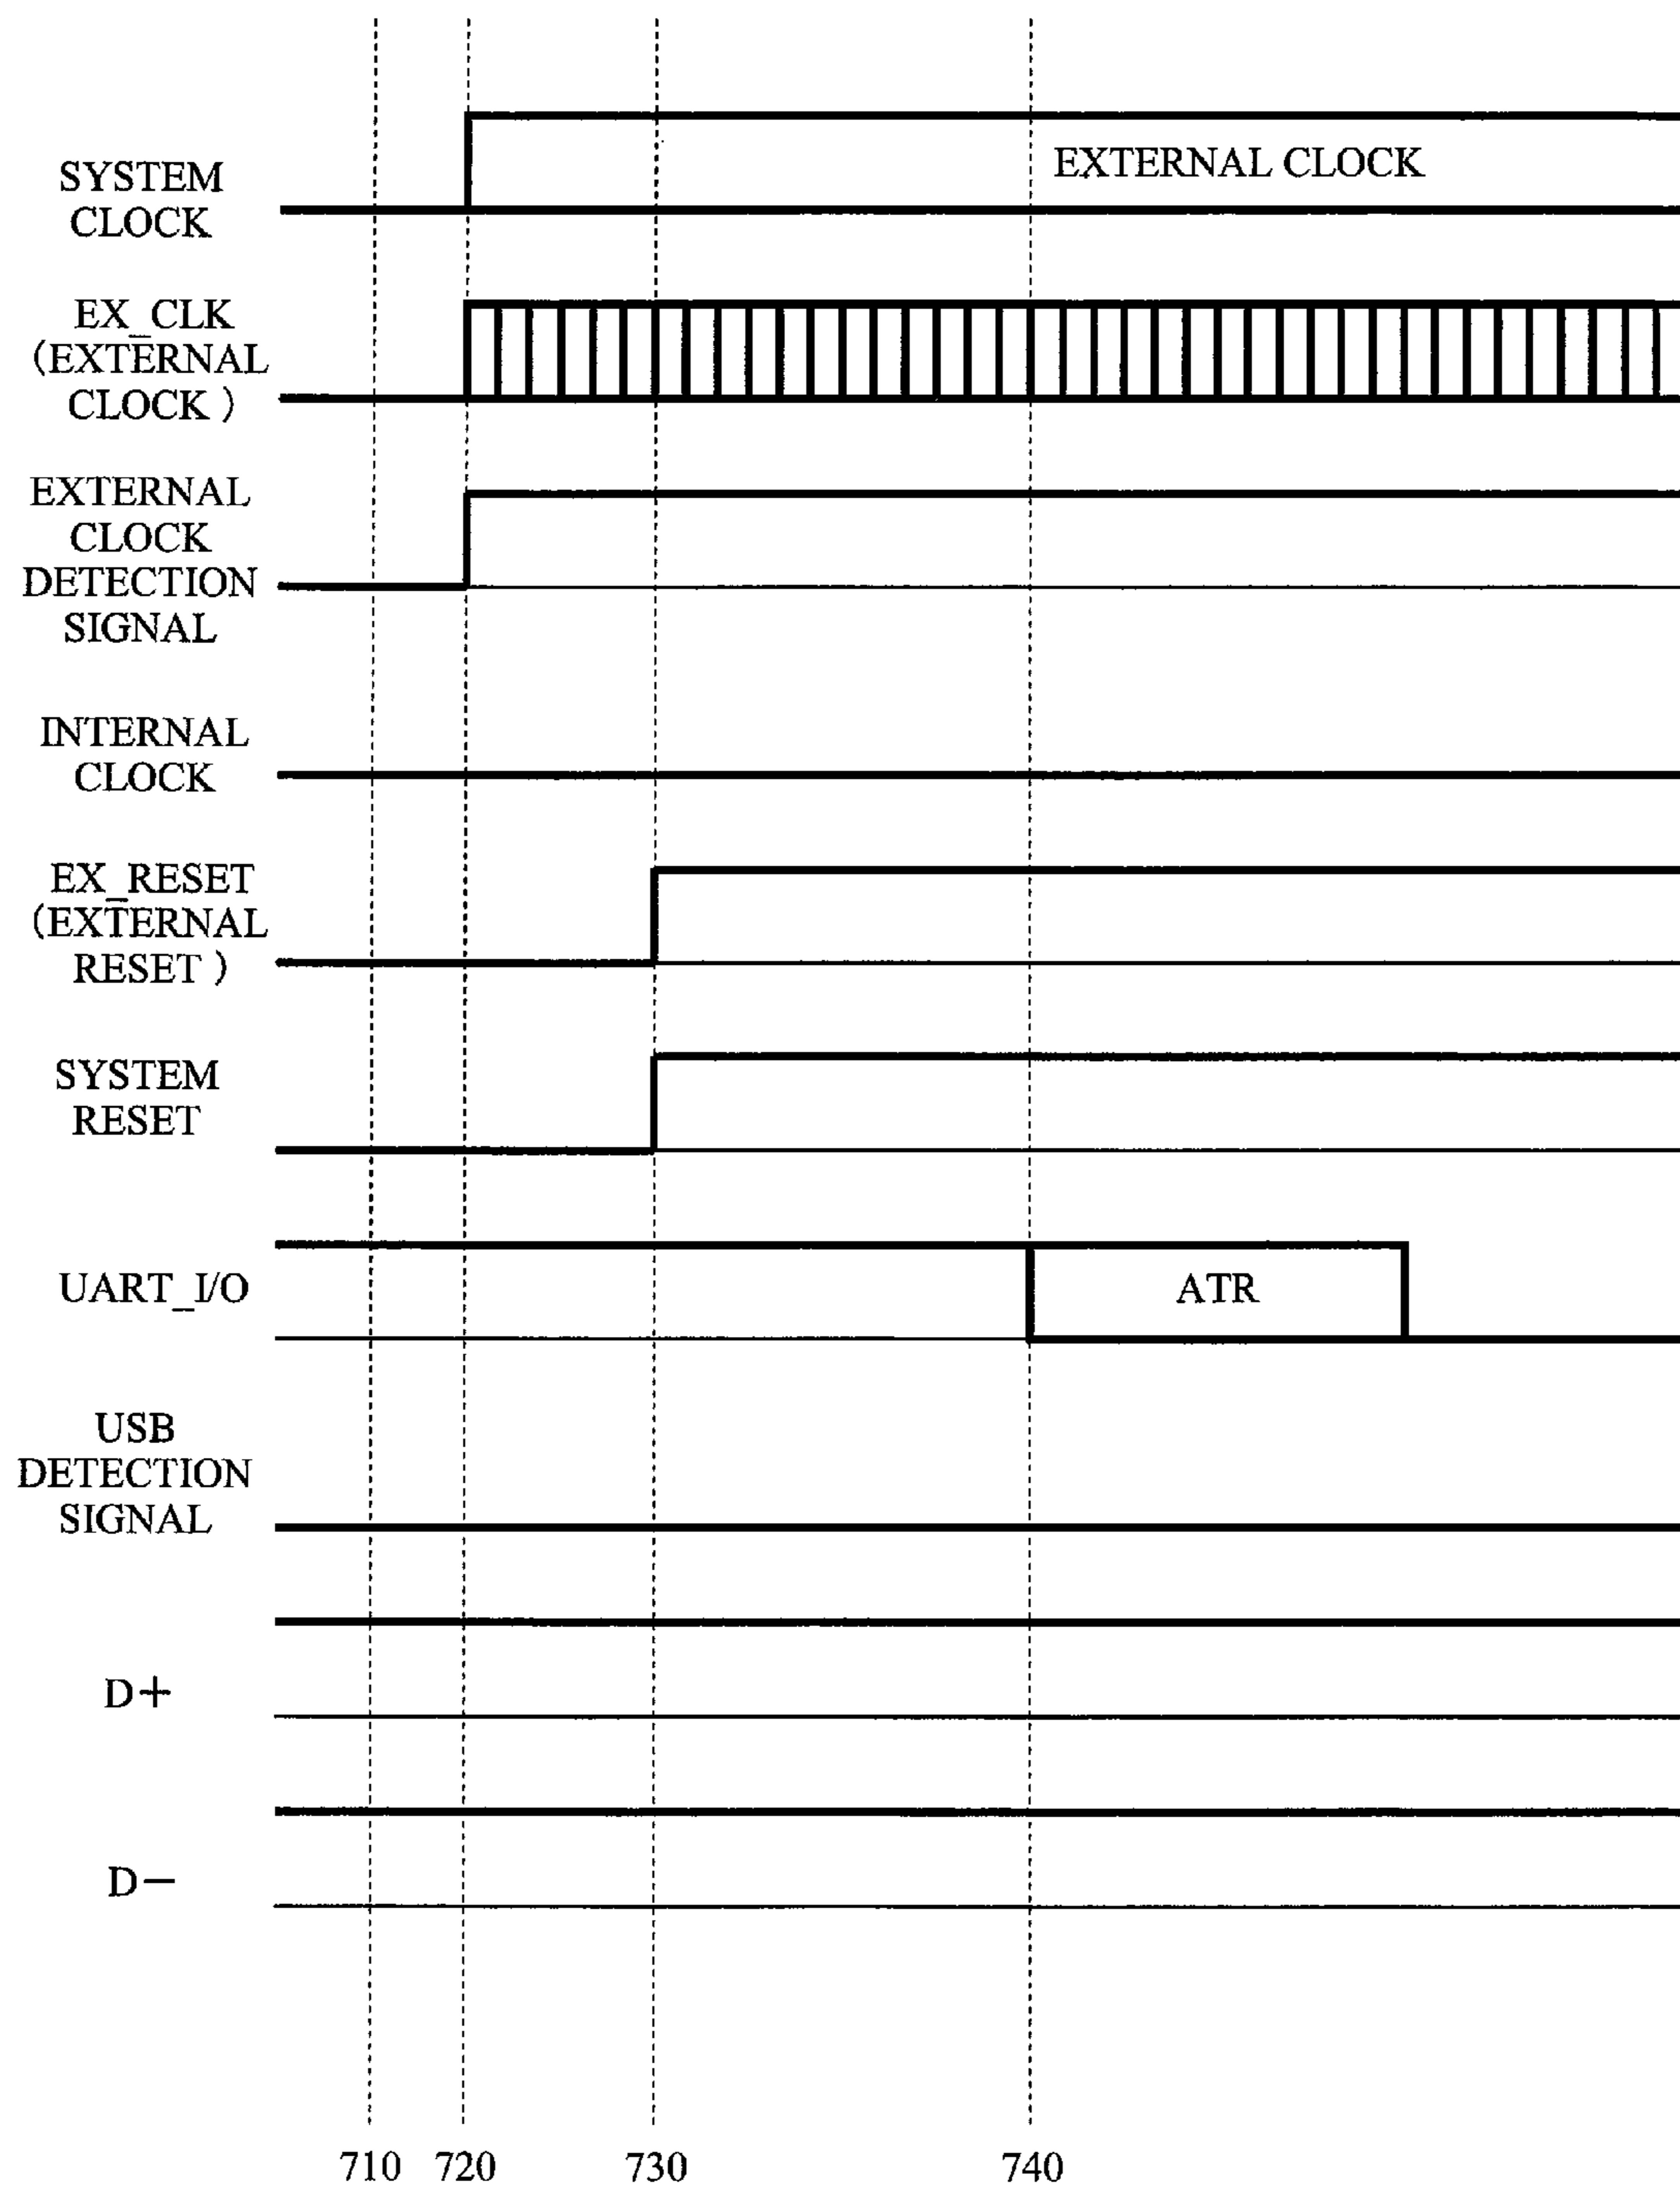 EXTERNAL CLOCK
SYSTEM
CLOCK
EX_CLK
(EXTERNAL
CLOCK )
EXTERNAL
CLOCK
DETECTION
SIGNAL
INTERNAL
CLOCK
EX_RESET
(EXTERNAL
RESET )
SYSTEM
RESET
UART_I/O
ATR
USB
DETECTION
SIGNAL
D+
D−
710 720 730 740